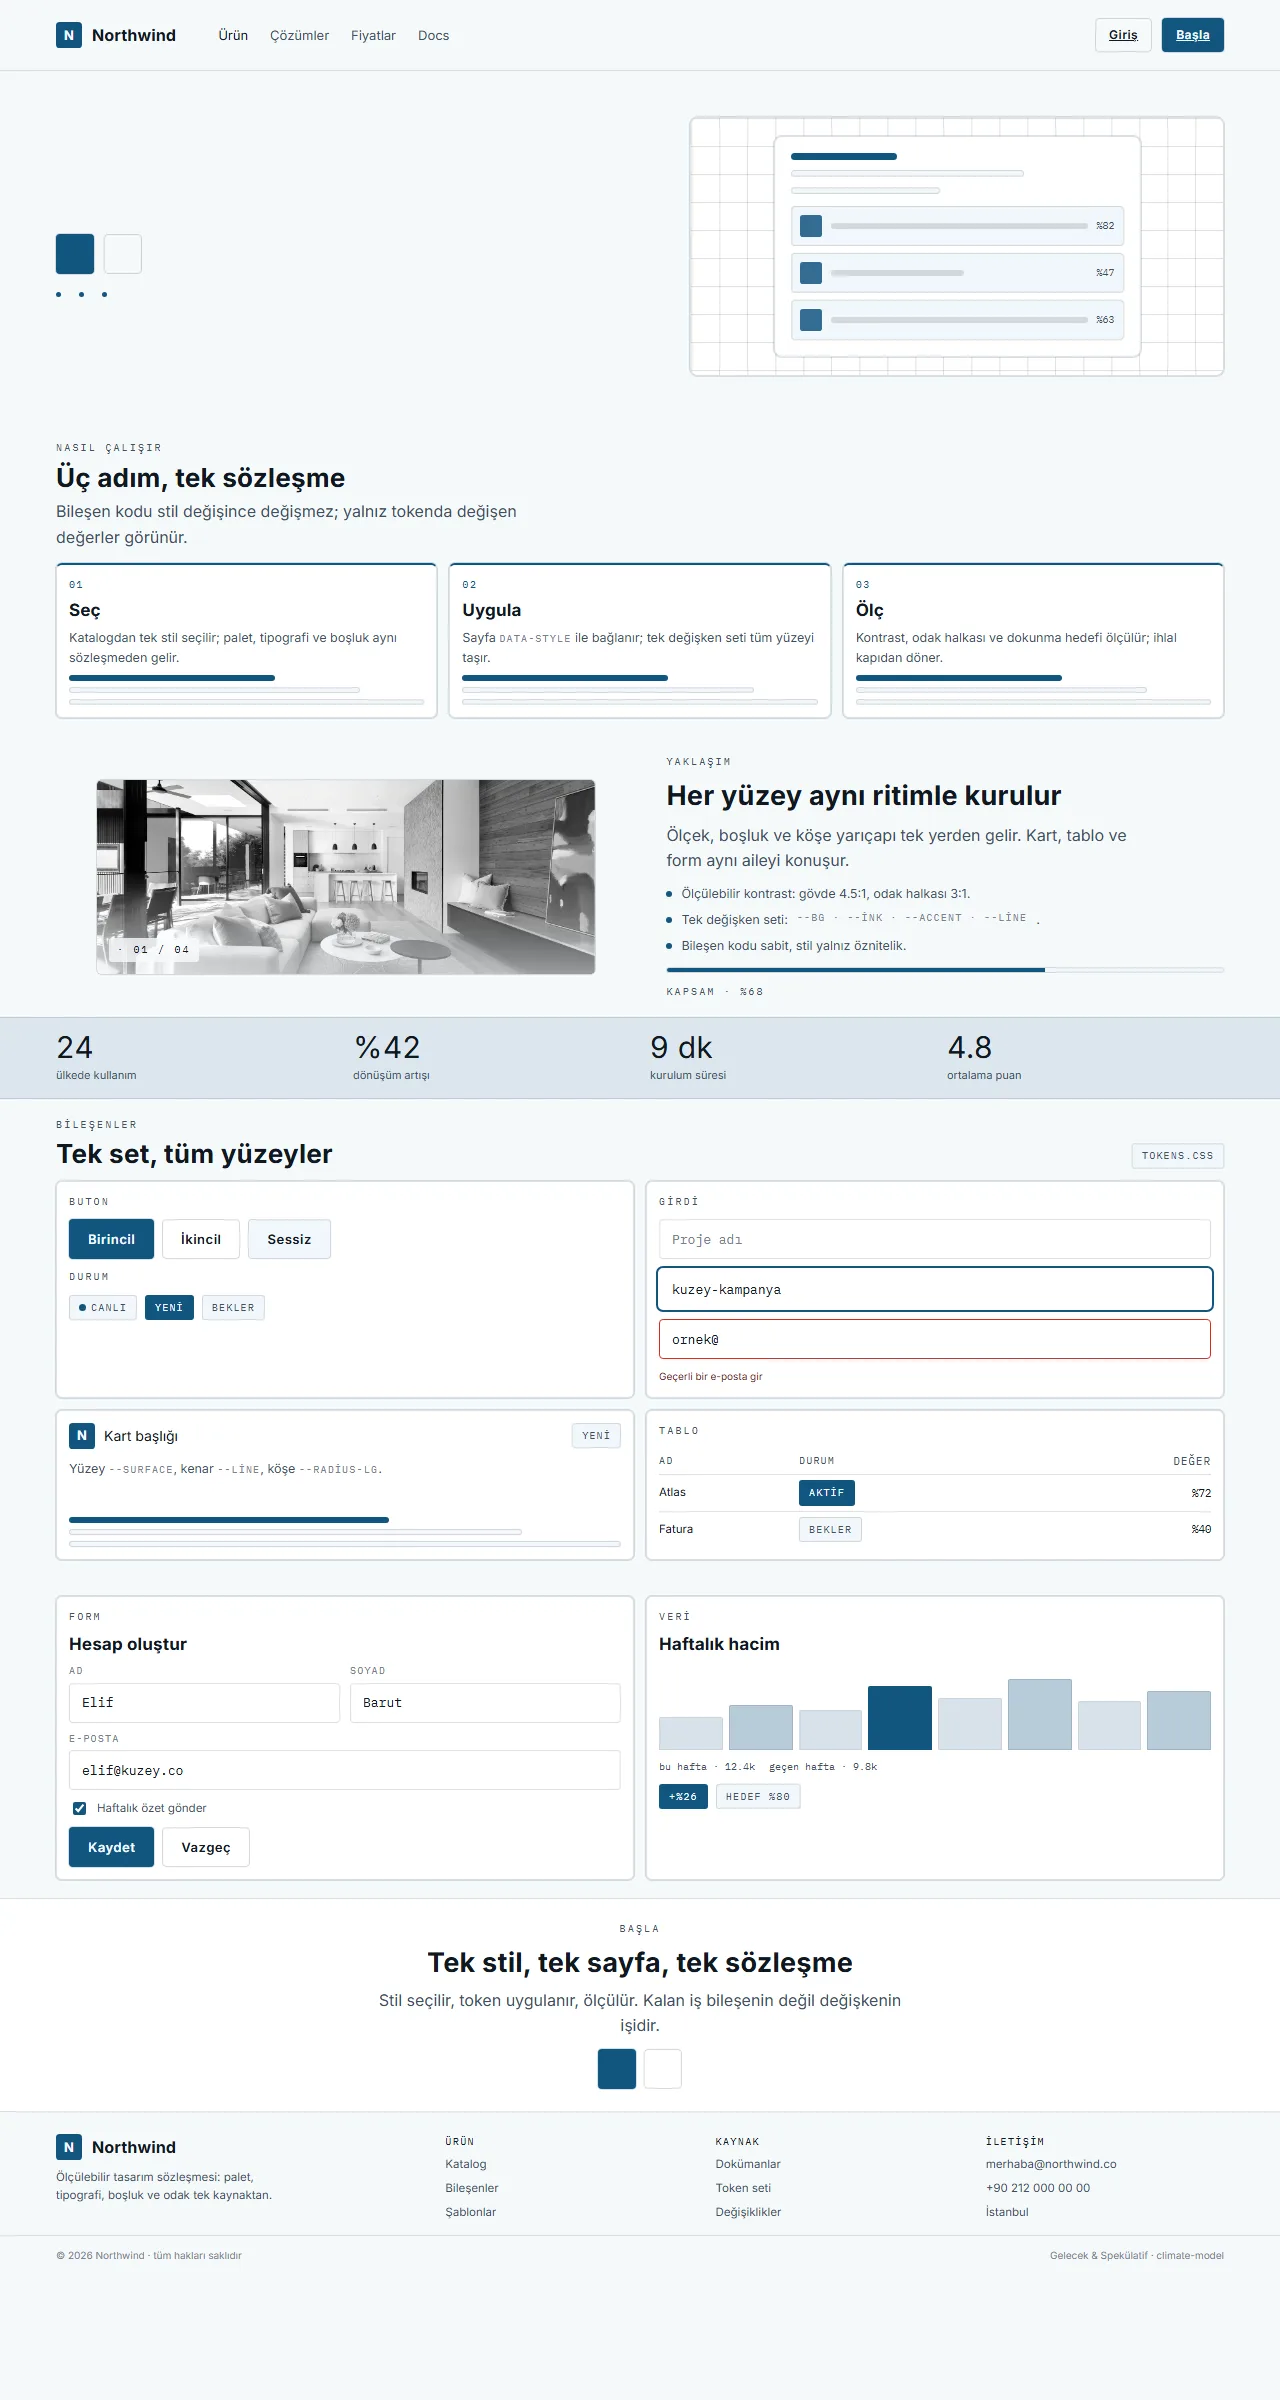 N Northwind Ürün Çözümler Fiyatlar Docs Giriş Başla
%82
%47
%63
NASIL ÇALIŞIR
Üç adım, tek sözleşme
Bileşen kodu stil değişince değişmez; yalnız tokenda değişen
değerler görünür.
01
Seç
Katalogdan tek stil seçilir; palet, tipografi ve boşluk aynı
sözleşmeden gelir.
02
Uygula
Sayfa DATA-STYLE ile bağlanır; tek değişken seti tüm yüzeyi
taşır.
03
Ölç
Kontrast, odak halkası ve dokunma hedefi ölçülür; ihlal
kapıdan döner.
· 01 / 04
YAKLAŞIM
Her yüzey aynı ritimle kurulur
Ölçek, boşluk ve köşe yarıçapı tek yerden gelir. Kart, tablo ve
form aynı aileyi konuşur.
Ölçülebilir kontrast: gövde 4.5:1, odak halkası 3:1.
Tek değişken seti: --BG · --İNK · --ACCENT · --LİNE .
Bileşen kodu sabit, stil yalnız öznitelik.
KAPSAM · %68
24
ülkede kullanım
%42
dönüşüm artışı
9 dk
kurulum süresi
4.8
ortalama puan
BİLEŞENLER
Tek set, tüm yüzeyler
TOKENS.CSS
BUTON
Birincil İkincil Sessiz
DURUM
CANLI YENİ BEKLER
GİRDİ
Proje adı
kuzey-kampanya
ornek@
Geçerli bir e-posta gir
N Kart başlığı YENİ
Yüzey --SURFACE, kenar --LİNE, köşe --RADİUS-LG.
TABLO
AD DURUM DEĞER
Atlas AKTİF %72
Fatura BEKLER %40
FORM
Hesap oluştur
AD SOYAD
Elif Barut
E-POSTA
elif@kuzey.co
Haftalık özet gönder
Kaydet Vazgeç
VERİ
Haftalık hacim
bu hafta · 12.4k geçen hafta · 9.8k
+%26 HEDEF %80
BAŞLA
Tek stil, tek sayfa, tek sözleşme
Stil seçilir, token uygulanır, ölçülür. Kalan iş bileşenin değil değişkenin
işidir.
N Northwind
Ölçülebilir tasarım sözleşmesi: palet,
tipografi, boşluk ve odak tek kaynaktan.
ÜRÜN
Katalog
Bileşenler
Şablonlar
KAYNAK
Dokümanlar
Token seti
Değişiklikler
İLETİŞİM
merhaba@northwind.co
+90 212 000 00 00
İstanbul
© 2026 Northwind · tüm hakları saklıdır
Gelecek & Spekülatif · climate-model